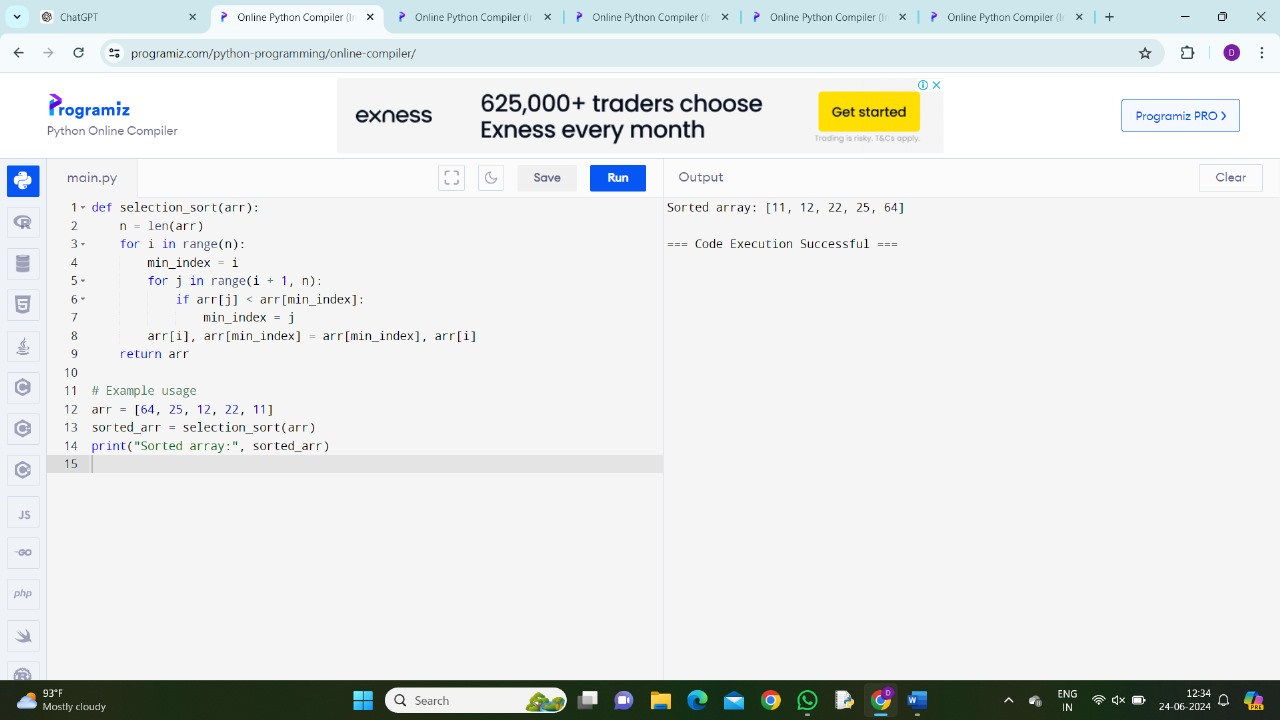 ChatGPT
Online Python Compiler (In
Online Python Compiler (In
Online Python Compiler (In
Online Python Compiler (In
Online Python Compiler (In
programiz.com/python-programming/online-compiler/
D
Programiz
Python Online Compiler
exness
625,000+ traders choose
Exness every month
Get started
Trading is risky. T&Cs apply.
Programiz PRO >
main.py
Save
Run
Output
Clear
1 def selection_sort(arr):
2 n = len(arr)
3 for i in range(n):
4 min_index = i
5 for j in range(i + 1, n):
6 if arr[j] < arr[min_index]:
7 min_index = j
8 arr[i], arr[min_index] = arr[min_index], arr[i]
9 return arr
10
11 # Example usage
12 arr = [64, 25, 12, 22, 11]
13 sorted_arr = selection_sort(arr)
14 print("Sorted array:", sorted_arr)
15
Sorted array: [11, 12, 22, 25, 64]
=== Code Execution Successful ===
JS
GO
php
93°F
Mostly cloudy
Search
ENG
IN
12:34
24-06-2024